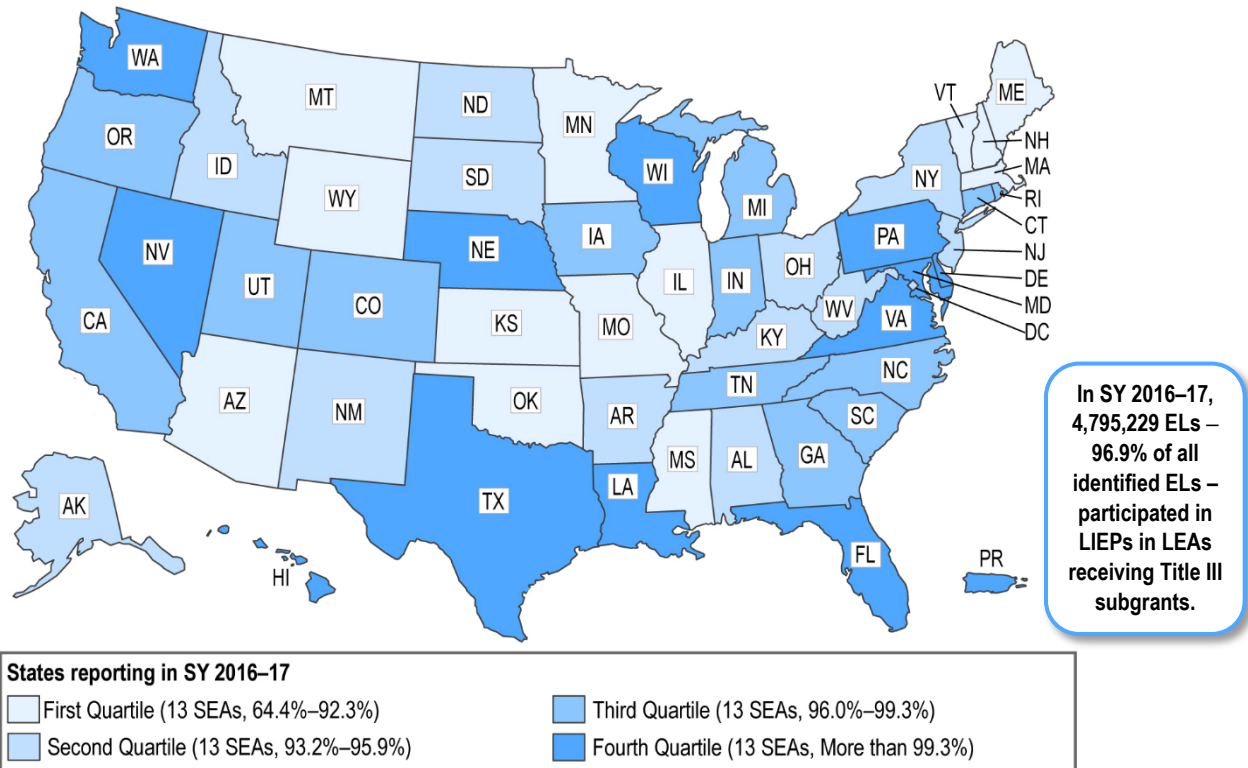 WA
MT
ND
MN
VT
ME
OR
ID
SD
WI
NH
MA
WY
MI
NY
RI
CT
NV
NE
IA
PA
NJ
UT
CO
IL
IN
OH
DE
MD
DC
CA
KS
MO
WV
VA
KY
AZ
NM
OK
AR
TN
NC
SC
MS
AL
GA
AK
TX
LA
FL
HI
PR
In SY 2016–17,
4,795,229 ELs –
96.9% of all
identified ELs –
participated in
LIEPs in LEAs
receiving Title III
subgrants.
States reporting in SY 2016–17
First Quartile (13 SEAs, 64.4%–92.3%)
Third Quartile (13 SEAs, 96.0%–99.3%)
Second Quartile (13 SEAs, 93.2%–95.9%)
Fourth Quartile (13 SEAs, More than 99.3%)